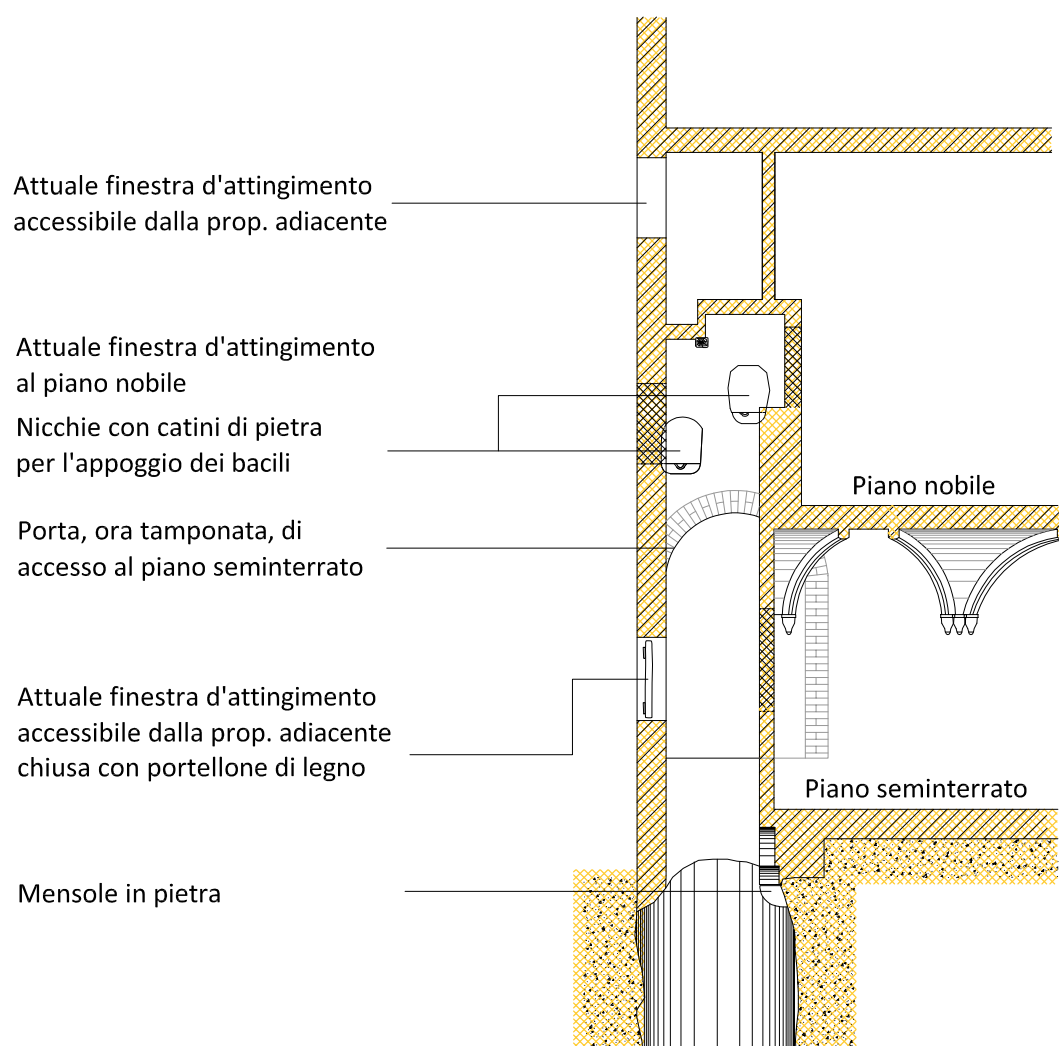 Attuale finestra d'attingimento
accessibile dalla prop. adiacente
Attuale finestra d'attingimento
al piano nobile
Nicchie con catini di pietra
per l'appoggio dei bacili
Piano nobile
Porta, ora tamponata, di
accesso al piano seminterrato
Attuale finestra d'attingimento
accessibile dalla prop. adiacente
chiusa con portellone di legno
Piano seminterrato
Mensole in pietra